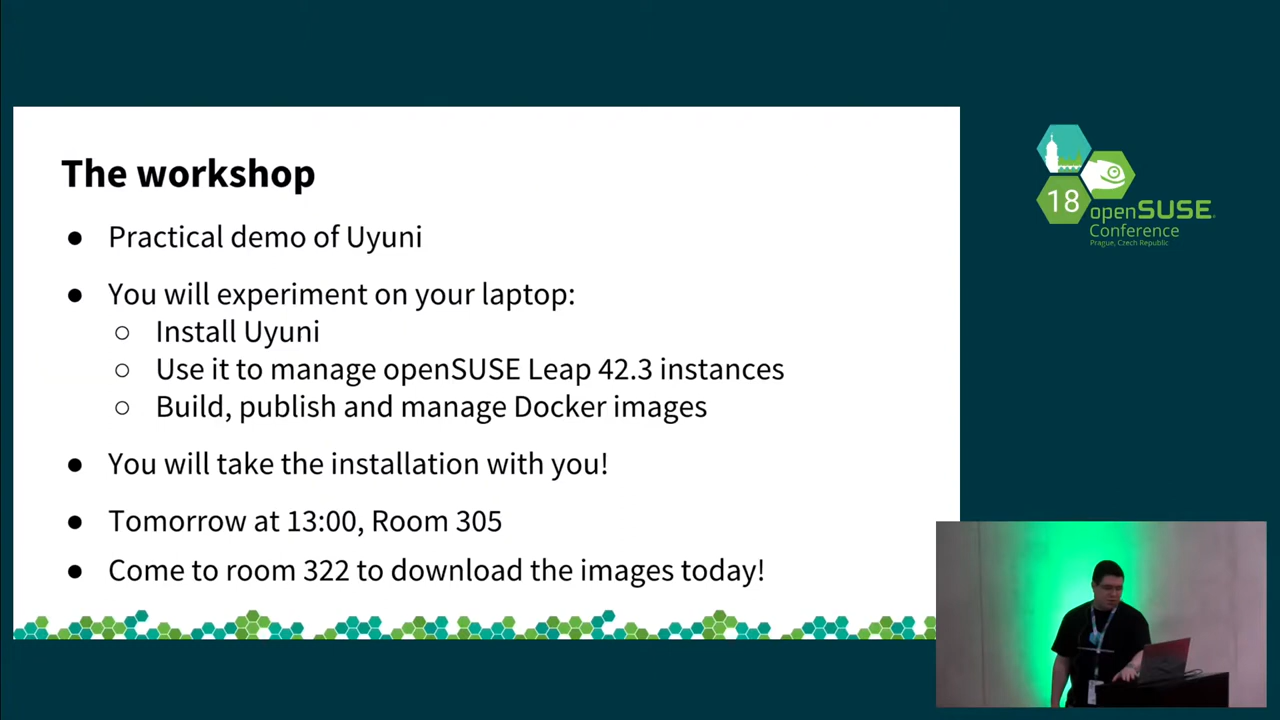 The workshop
● Practical demo of Uyuni
● You will experiment on your laptop:
○ Install Uyuni
○ Use it to manage openSUSE Leap 42.3 instances
○ Build, publish and manage Docker images
● You will take the installation with you!
● Tomorrow at 13:00, Room 305
● Come to room 322 to download the images today!
18
openSUSE
Conference
Prague, Czech Republic